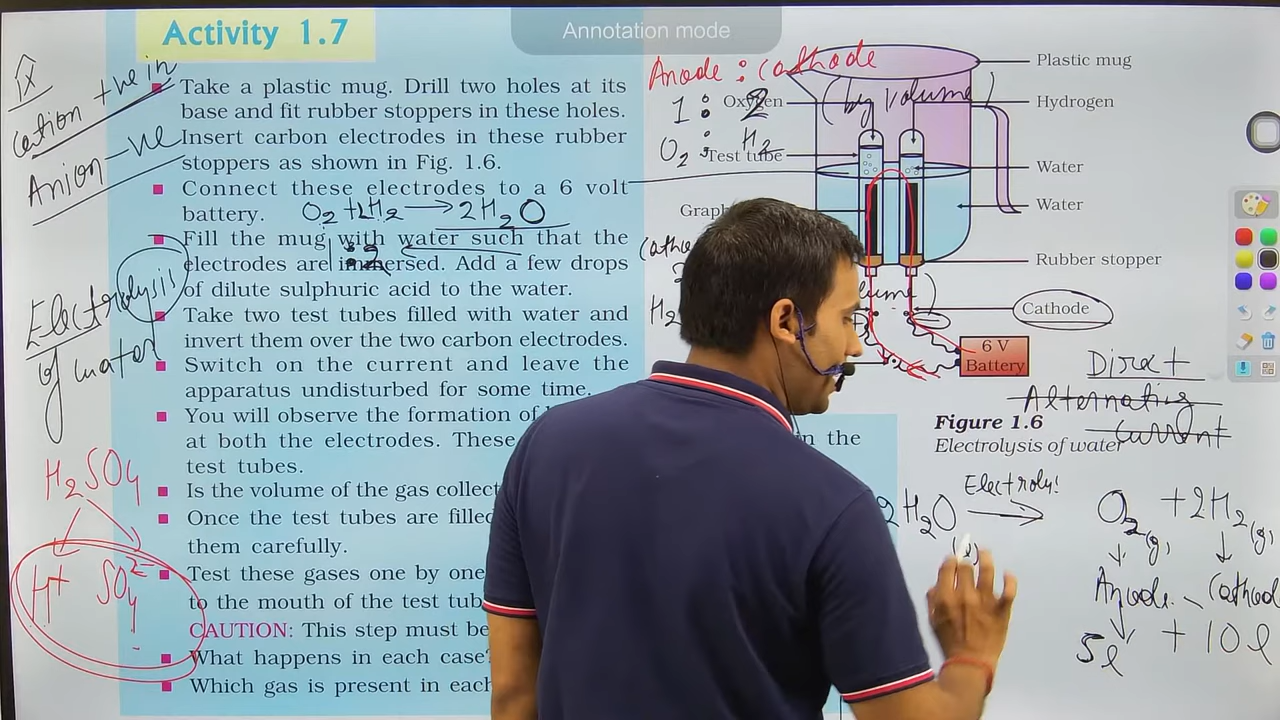 Annotation mode
Activity 1.7
Take a plastic mug. Drill two holes at its
base and fit rubber stoppers in these holes.
Insert carbon electrodes in these rubber
stoppers as shown in Fig. 1.6.
Connect these electrodes to a 6 volt
battery.
O₂ + 2H₂ → 2H₂O
Fill the mug with water such that the
1 : 2
electrodes are immersed. Add a few drops
of dilute sulphuric acid to the water.
Take two test tubes filled with water and
invert them over the two carbon electrodes.
Switch on the current and leave the
apparatus undisturbed for some time.
You will observe the formation of
at both the electrodes. These
n the
test tubes.
Is the volume of the gas collect
Once the test tubes are filled
them carefully.
Test these gases one by one
to the mouth of the test tub
CAUTION: This step must be
What happens in each case?
Which gas is present in each
Cation +ve in
Anion -ve
Electrolysis
of water
H₂SO₄
H⁺ SO₄²⁻
Anode : Cathode
1 : 2 (by volume)
O₂ : H₂
Oxygen
Test tube
Graph
H₂
Plastic mug
Hydrogen
Water
Water
Rubber stopper
Cathode
6 V
Battery
Direct
Alternating
Current
Figure 1.6
Electrolysis of water
2H₂O Electroly! → O₂(g) + 2H₂(g)
(l)
Anode Cathod
5l + 10l